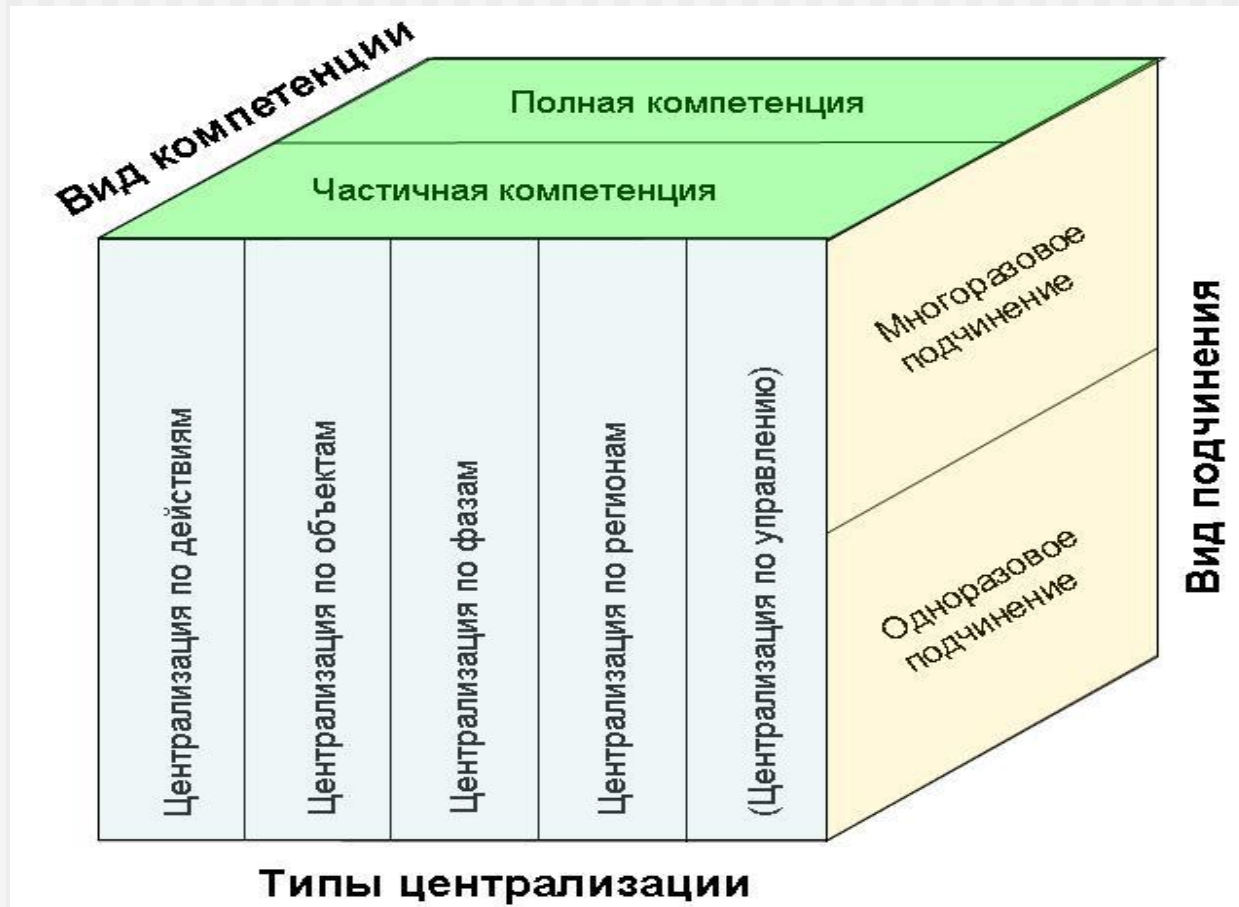 Вид компетенции
Полная компетенция
Частичная компетенция
Многоразовое
подчинение
Одноразовое
подчинение
Вид подчинения
Централизация по действиям
Централизация по объектам
Централизация по фазам
Централизация по регионам
(Централизация по управлению)
Типы централизации